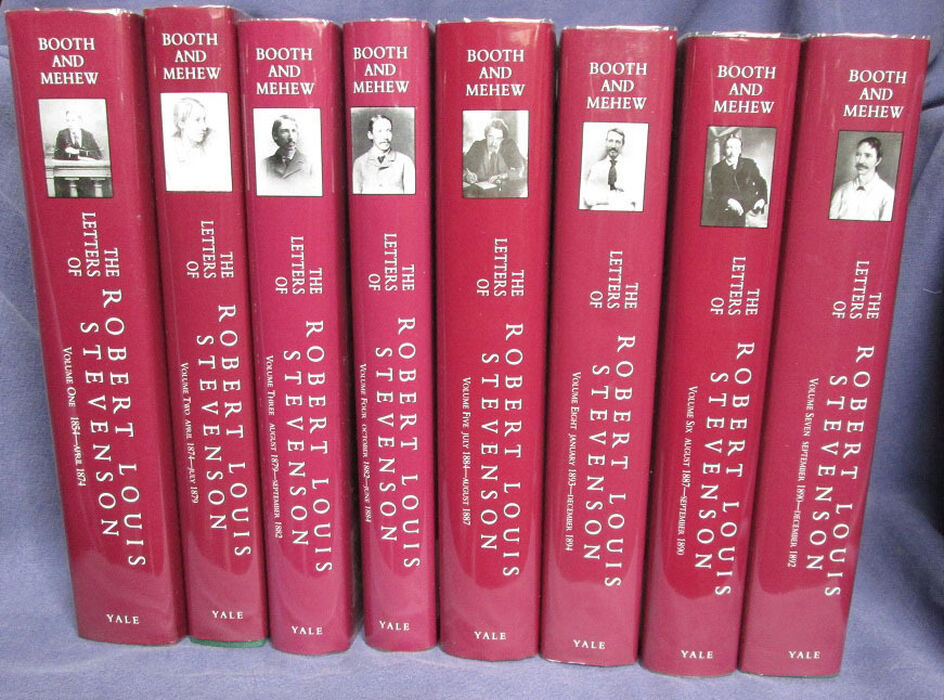 BOOTH
AND
MEHEW
THE
LETTERS
OF
ROBERT LOUIS
STEVENSON
VOLUME ONE 1854—APRIL 1874
YALE
BOOTH
AND
MEHEW
THE
LETTERS
OF
ROBERT LOUIS
STEVENSON
VOLUME TWO APRIL 1874—JULY 1879
YALE
BOOTH
AND
MEHEW
THE
LETTERS
OF
ROBERT LOUIS
STEVENSON
VOLUME THREE AUGUST 1879—SEPTEMBER 1882
YALE
BOOTH
AND
MEHEW
THE
LETTERS
OF
ROBERT LOUIS
STEVENSON
VOLUME FOUR OCTOBER 1882—JUNE 1884
YALE
BOOTH
AND
MEHEW
THE
LETTERS
OF
ROBERT LOUIS
STEVENSON
VOLUME FIVE JULY 1884—AUGUST 1887
YALE
BOOTH
AND
MEHEW
THE
LETTERS
OF
ROBERT LOUIS
STEVENSON
VOLUME EIGHT JANUARY 1893—DECEMBER 1894
YALE
BOOTH
AND
MEHEW
THE
LETTERS
OF
ROBERT LOUIS
STEVENSON
VOLUME SIX AUGUST 1887—SEPTEMBER 1890
YALE
BOOTH
AND
MEHEW
THE
LETTERS
OF
ROBERT LOUIS
STEVENSON
VOLUME SEVEN SEPTEMBER 1890—DECEMBER 1892
YALE